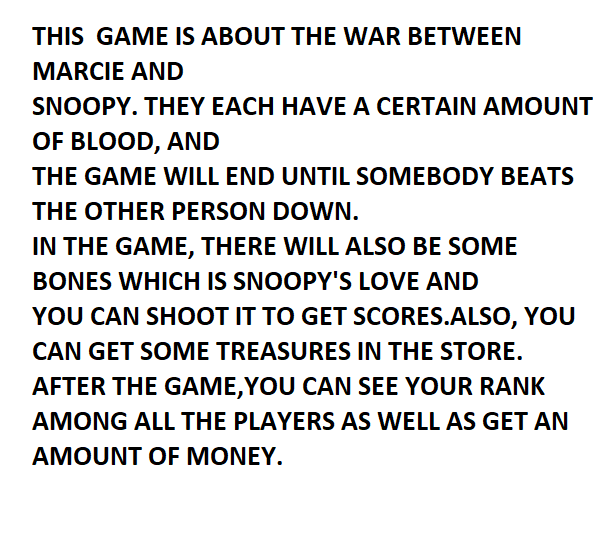 THIS  GAME IS ABOUT THE WAR BETWEEN
MARCIE AND
SNOOPY. THEY EACH HAVE A CERTAIN AMOUNT
OF BLOOD, AND
THE GAME WILL END UNTIL SOMEBODY BEATS
THE OTHER PERSON DOWN.
IN THE GAME, THERE WILL ALSO BE SOME
BONES WHICH IS SNOOPY'S LOVE AND
YOU CAN SHOOT IT TO GET SCORES.ALSO, YOU
CAN GET SOME TREASURES IN THE STORE.
AFTER THE GAME,YOU CAN SEE YOUR RANK
AMONG ALL THE PLAYERS AS WELL AS GET AN
AMOUNT OF MONEY.